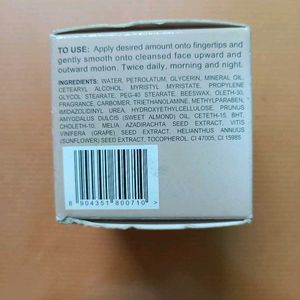 TO USE: Apply desired amount onto fingertips and
gently smooth onto cleansed face upward and
outward motion. Twice daily, morning and night.
INGREDIENTS: WATER, PETROLATUM, GLYCERIN, MINERAL OIL,
CETEARYL ALCOHOL, MYRISTYL MYRISTATE, PROPYLENE
GLYCOL STEARATE, PEG-40 STEARATE, BEESWAX, OLETH-30,
FRAGRANCE, CARBOMER, TRIETHANOLAMINE, METHYLPARABEN,
IMIDAZOLIDINYL UREA, HYDROXYETHYLCELLULOSE, PRUNUS
AMYGDALUS DULCIS (SWEET ALMOND) OIL, CETETH-15, BHT,
CHOLETH-10, MELIA AZADIRACHTA SEED EXTRACT, VITIS
VINIFERA (GRAPE) SEED EXTRACT, HELIANTHUS ANNUUS
(SUNFLOWER) SEED EXTRACT, TOCOPHEROL, CI 47005, CI 15985
8 904351 800710 >